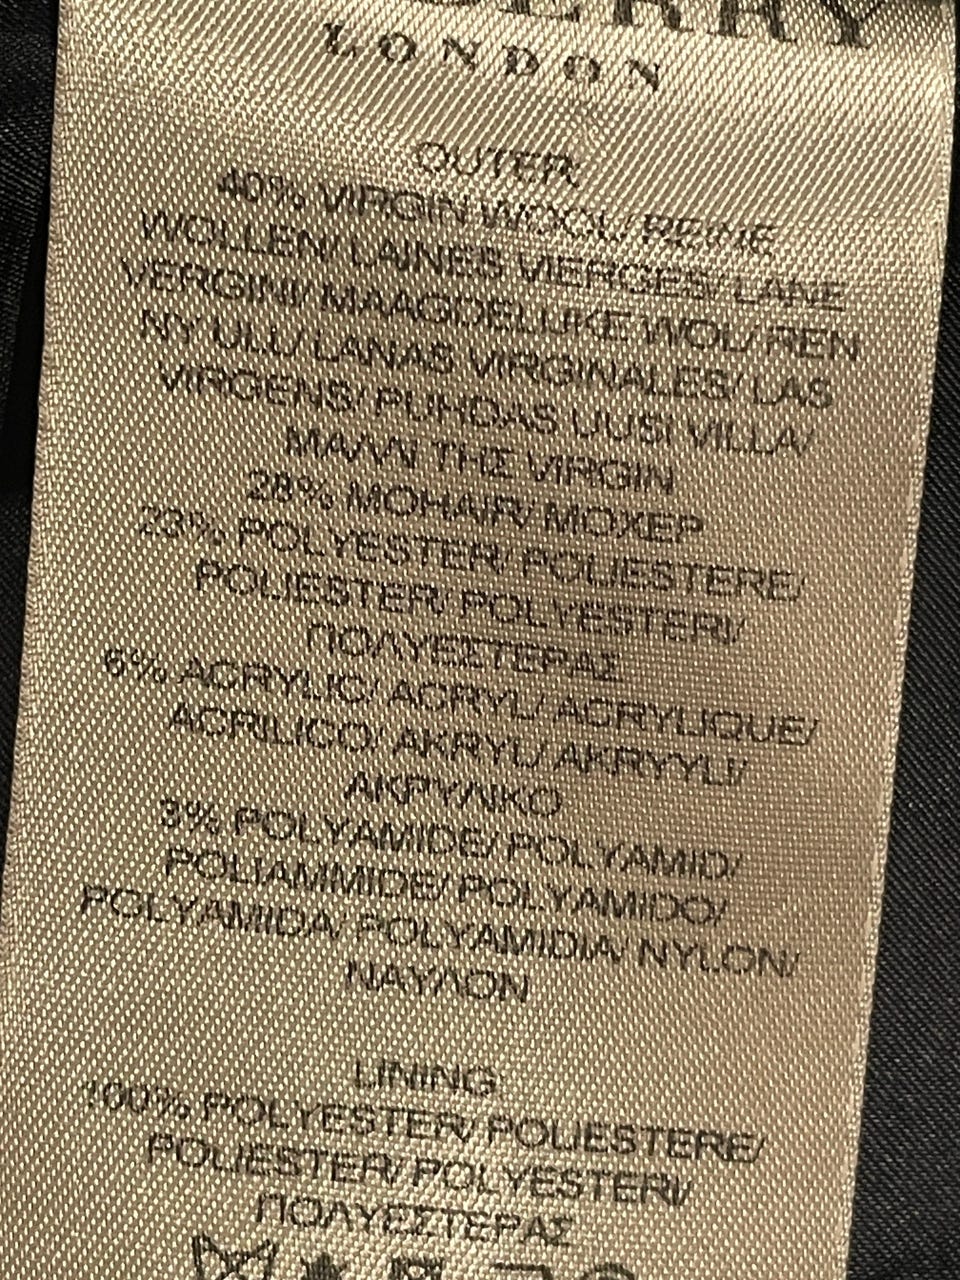 BERRY
LONDON
OUTER
40% VIRGIN WOOL/ REINE
WOLLEN/ LAINES VIERGES/ LANE
VERGINI/ MAAGDELIJKE WOL/ REN
NY ULL/ LANAS VIRGINALES/ LAS
VIRGENS/ PUHDAS UUSI VILLA/
ΜΑΛΛΙ ΤΗΣ VIRGIN
28% MOHAIR/ ΜΟΧΕΡ
23% POLYESTER/ POLIESTERE/
POLIESTER/ POLYESTERI/
ΠΟΛΥΕΣΤΕΡΑΣ
6% ACRYLIC/ ACRYL/ ACRYLIQUE/
ACRILICO/ AKRYL/ AKRYYLI/
ΑΚΡΥΛΙΚΟ
3% POLYAMIDE/ POLYAMID/
POLIAMMIDE/ POLYAMIDO/
POLYAMIDA/ POLYAMIDIA/ NYLON/
ΝΑΥΛΟΝ
LINING
100% POLYESTER/ POLIESTERE/
POLIESTER/ POLYESTERI/
ΠΟΛΥΕΣΤΕΡΑΣ